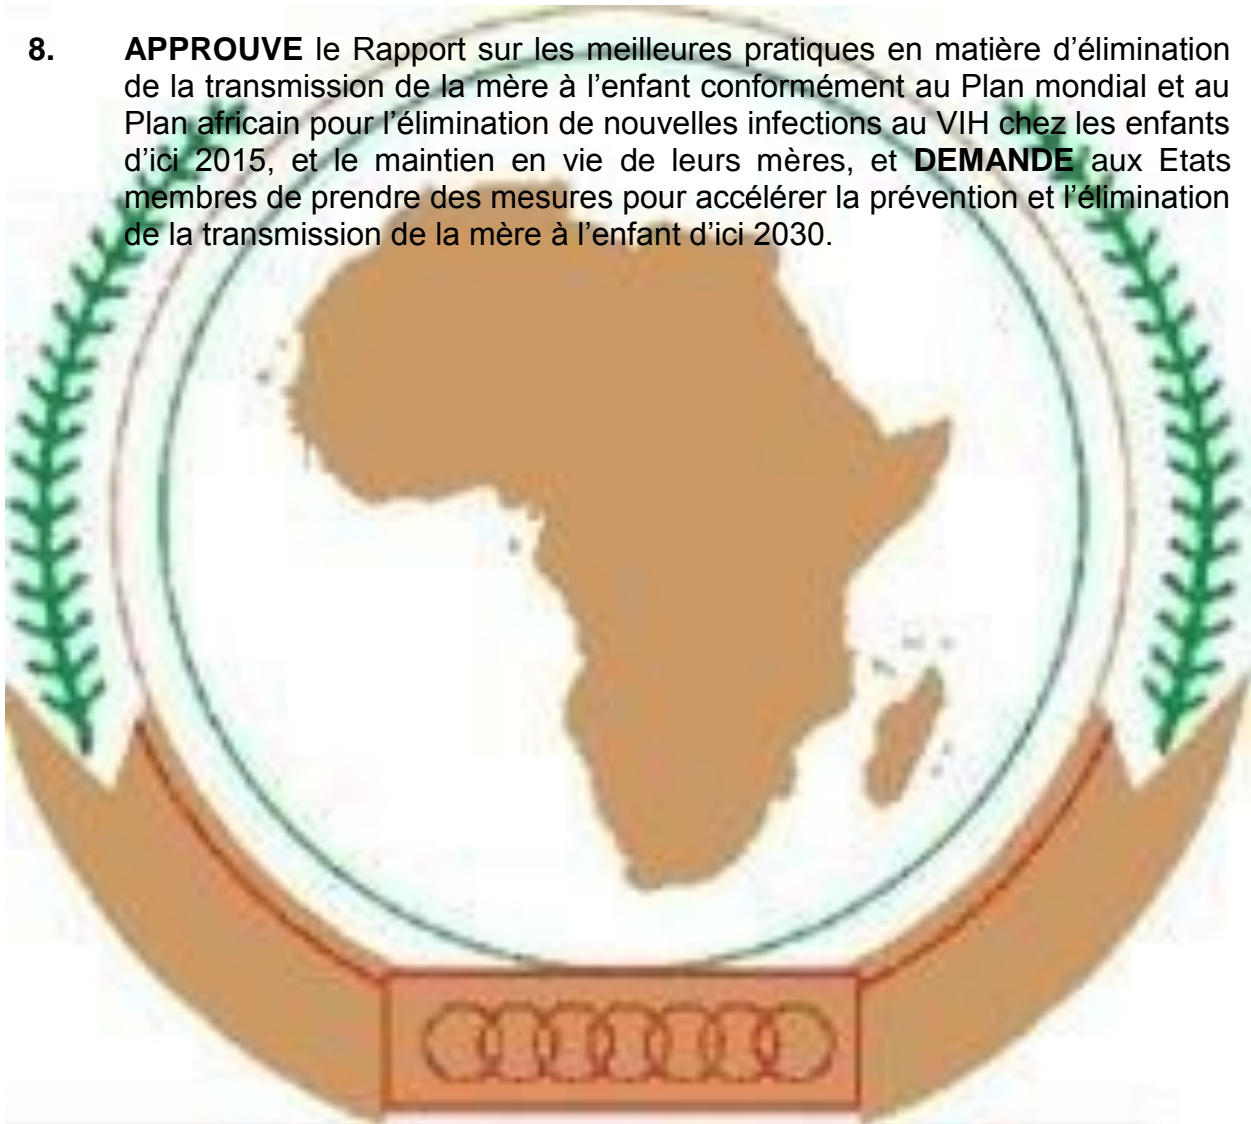 8. APPROUVE le Rapport sur les meilleures pratiques en matière d’élimination
de la transmission de la mère à l’enfant conformément au Plan mondial et au
Plan africain pour l’élimination de nouvelles infections au VIH chez les enfants
d’ici 2015, et le maintien en vie de leurs mères, et DEMANDE aux Etats
membres de prendre des mesures pour accélérer la prévention et l’élimination
de la transmission de la mère à l’enfant d’ici 2030.